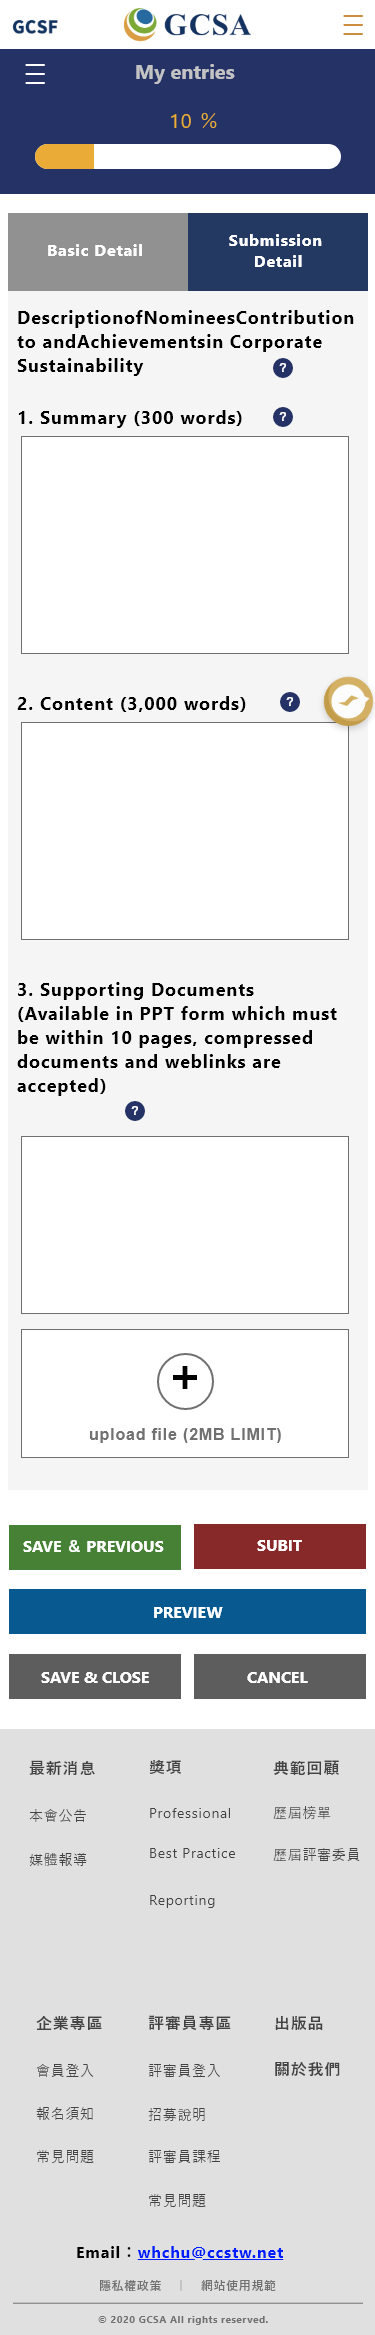 GCSF
GCSA
My entries
10 %
Basic Detail
Submission
Detail
DescriptionofNomineesContribution
to andAchievementsin Corporate
Sustainability
?
1. Summary (300 words)
?
2. Content (3,000 words)
?
3. Supporting Documents
(Available in PPT form which must
be within 10 pages, compressed
documents and weblinks are
accepted)
?
+
upload file (2MB LIMIT)
SAVE & PREVIOUS
SUBIT
PREVIEW
SAVE & CLOSE
CANCEL
最新消息
本會公告
媒體報導
獎項
Professional
Best Practice
Reporting
典範回顧
歷屆榜單
歷屆評審委員
企業專區
會員登入
報名須知
常見問題
評審員專區
評審員登入
招募說明
評審員課程
常見問題
出版品
關於我們
Email：whchu@ccstw.net
隱私權政策 | 網站使用規範
© 2020 GCSA All rights reserved.